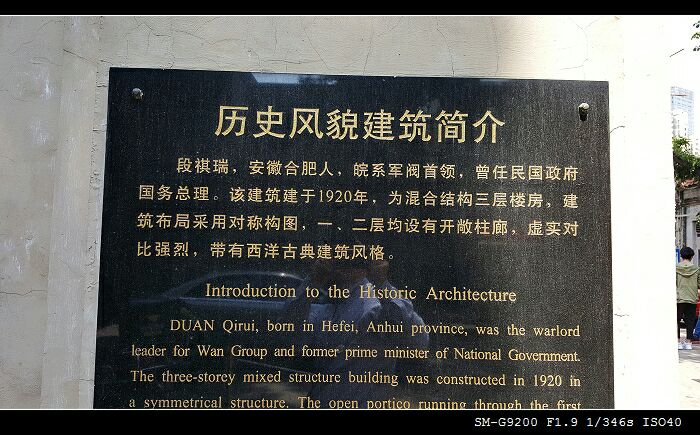 历史风貌建筑简介
段祺瑞，安徽合肥人，皖系军阀首领，曾任民国政府
国务总理。该建筑建于1920年，为混合结构三层楼房，建
筑布局采用对称构图，一、二层均设有开敞柱廊，虚实对
比强烈，带有西洋古典建筑风格。
Introduction to the Historic Architecture
DUAN Qirui, born in Hefei, Anhui province, was the warlord
leader for Wan Group and former prime minister of National Government.
The three-storey mixed structure building was constructed in 1920 in
a symmetrical structure. The open portico running through the first
SM-G9200 F1.9 1/346s ISO40